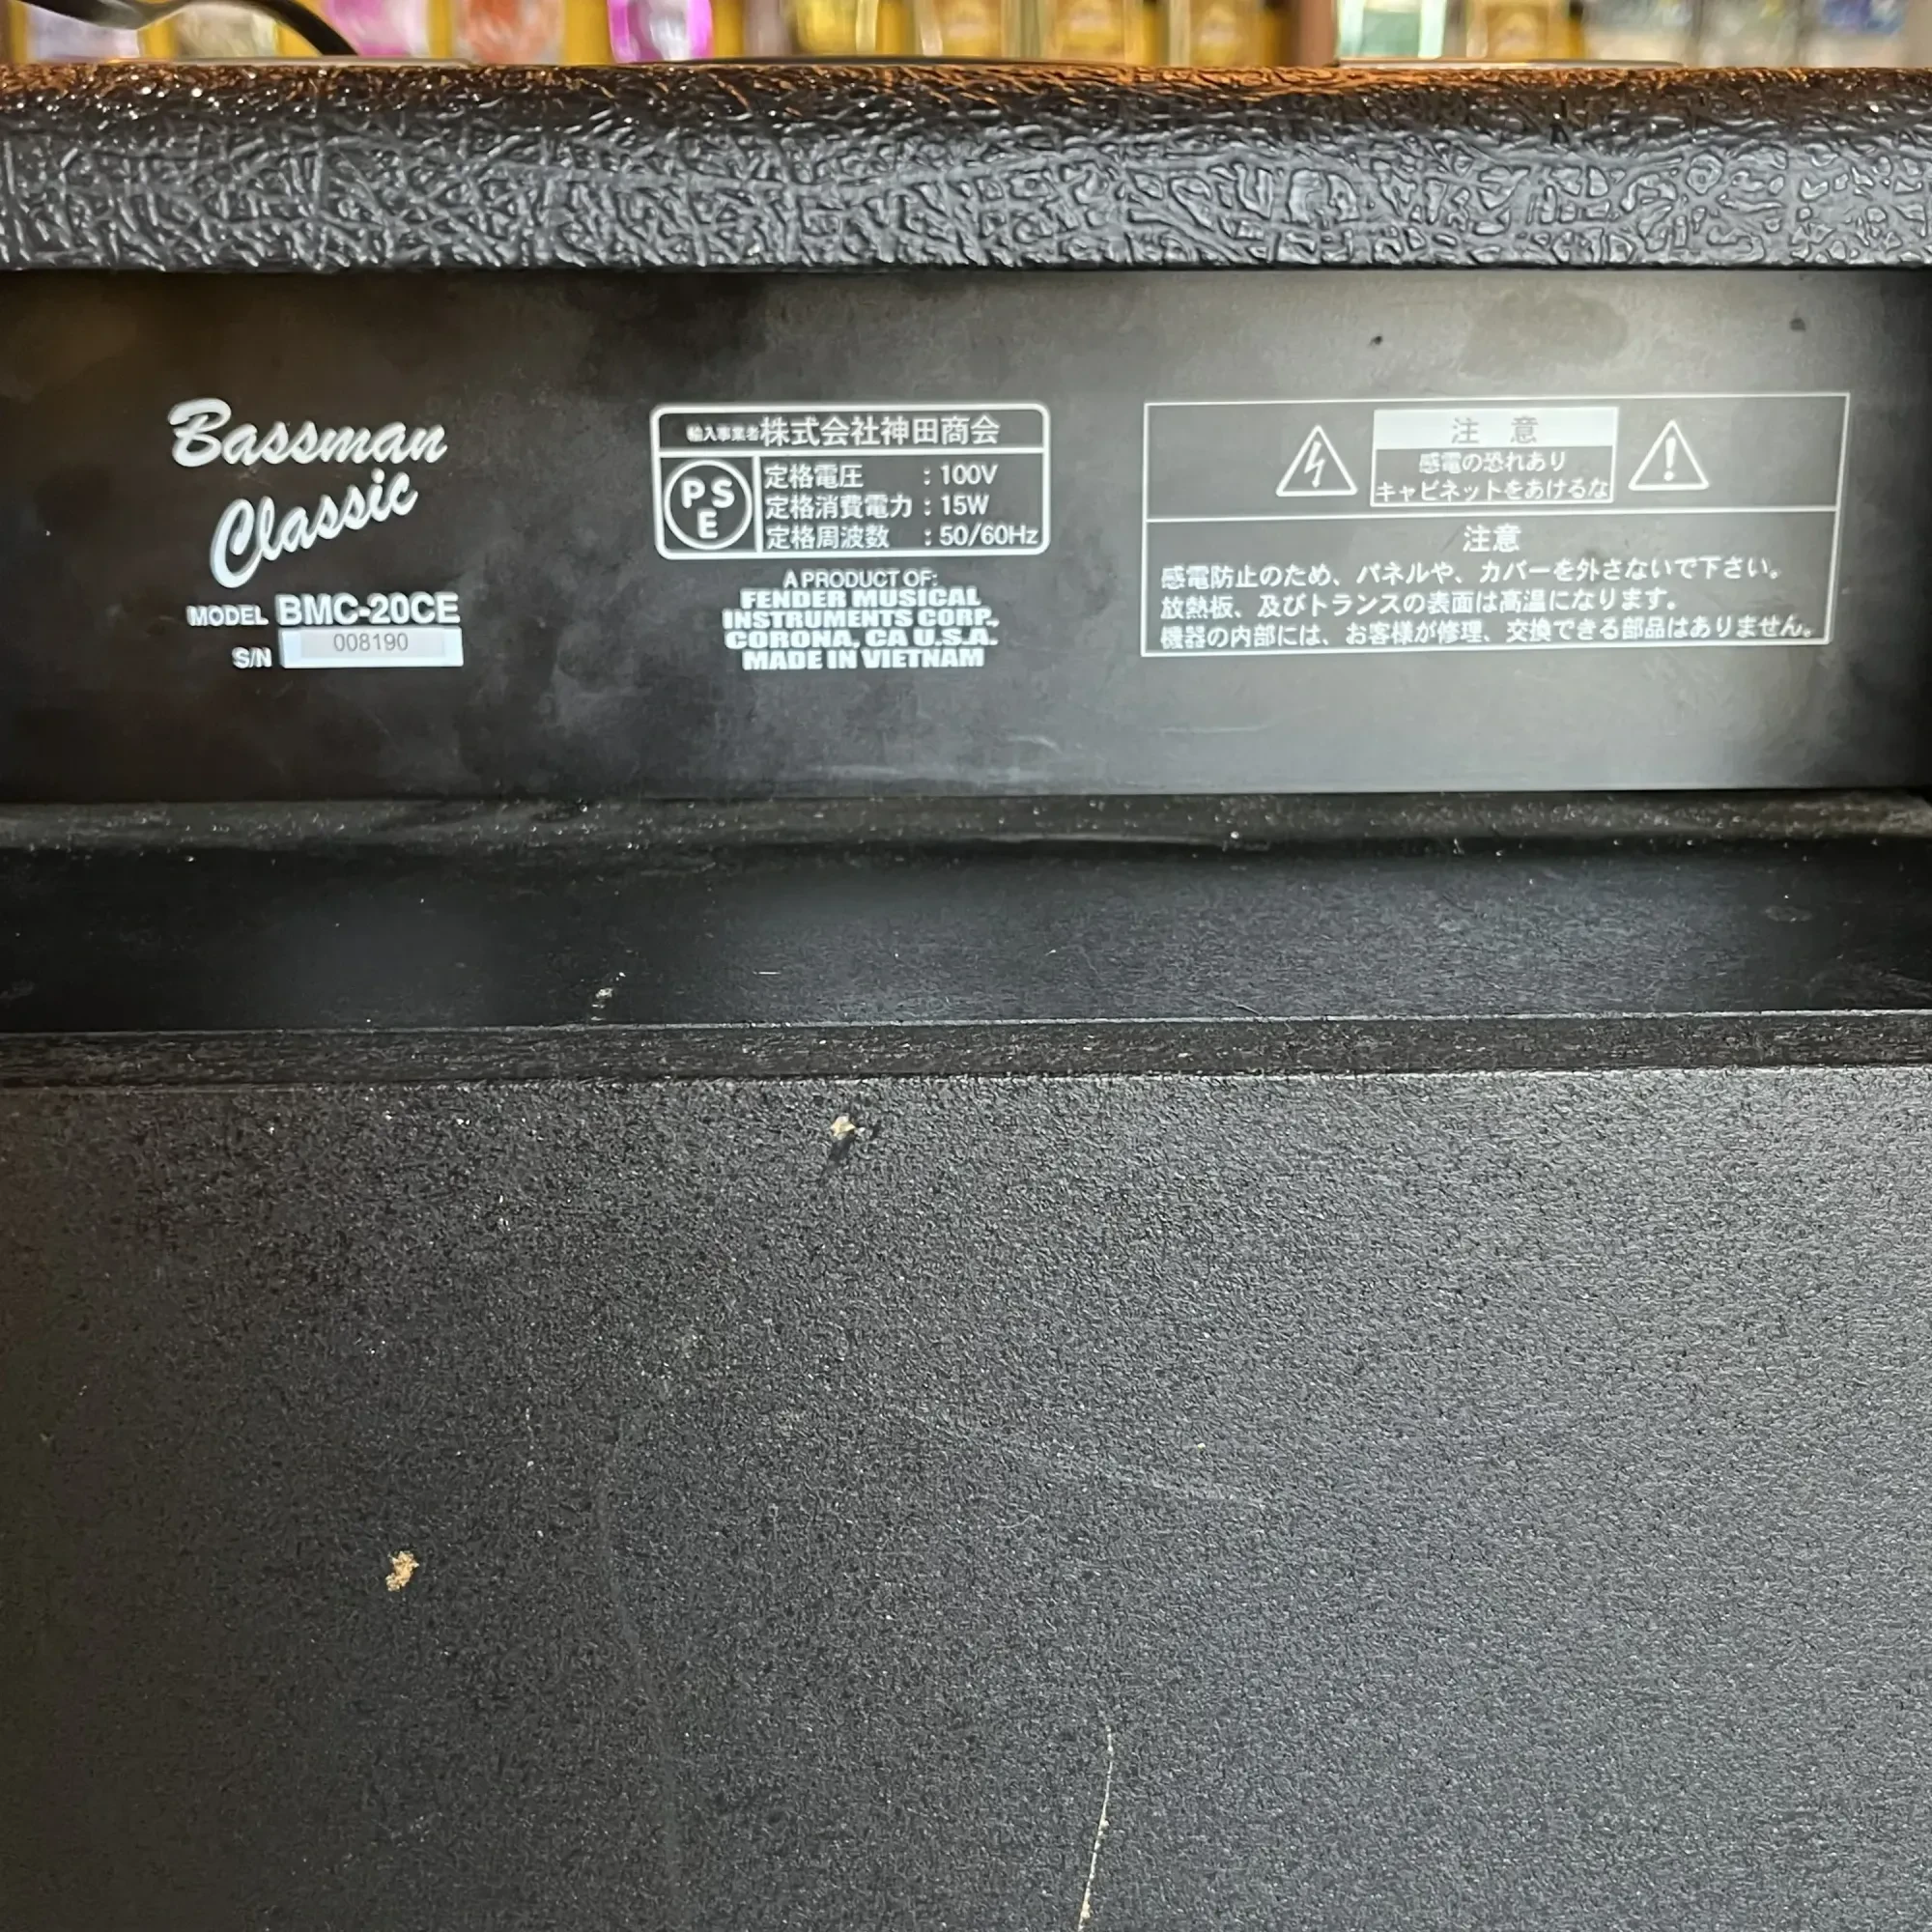 Bassman
Classic
MODEL BMC-20CE
S/N 008190
輸入事業者 株式会社神田商会
PSE
定格電圧 : 100V
定格消費電力 : 15W
定格周波数 : 50/60Hz
A PRODUCT OF:
FENDER MUSICAL
INSTRUMENTS CORP.,
CORONA, CA U.S.A.
MADE IN VIETNAM
注 意
感電の恐れあり
キャビネットをあけるな
注意
感電防止のため、パネルや、カバーを外さないで下さい。
放熱板、及びトランスの表面は高温になります。
機器の内部には、お客様が修理、交換できる部品はありません。